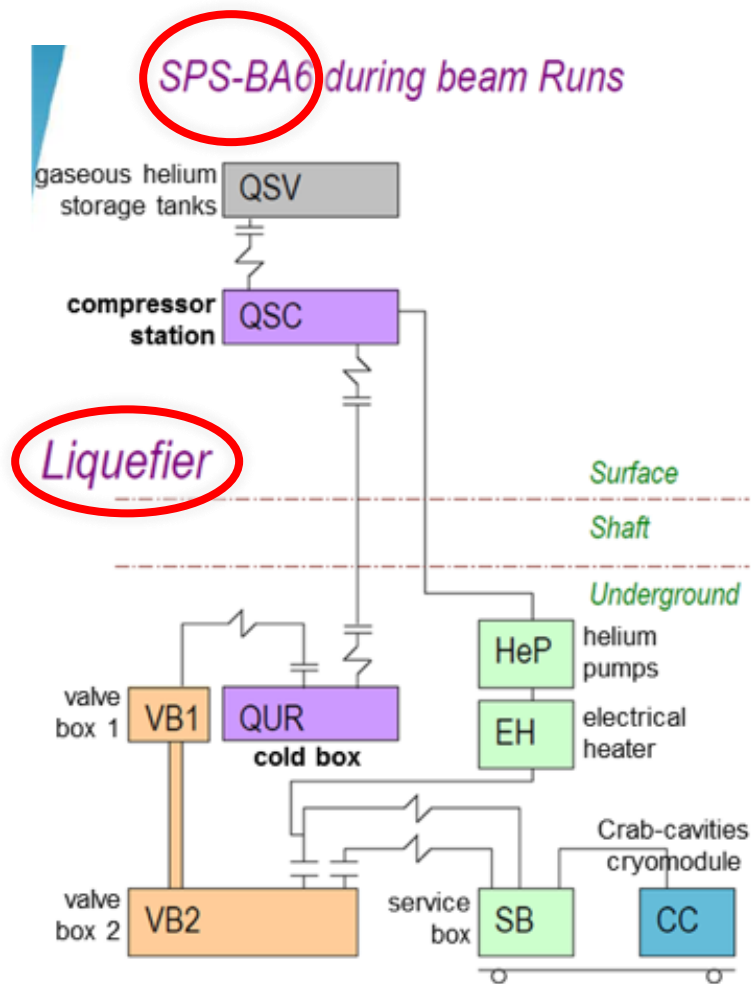 SPS-BA6 during beam Runs
gaseous helium
storage tanks
QSV
compressor
station
QSC
Liquefier
Surface
Shaft
Underground
HeP
helium
pumps
valve
box 1
VB1
QUR
cold box
EH
electrical
heater
Crab-cavities
cryomodule
valve
box 2
VB2
service
box
SB
CC